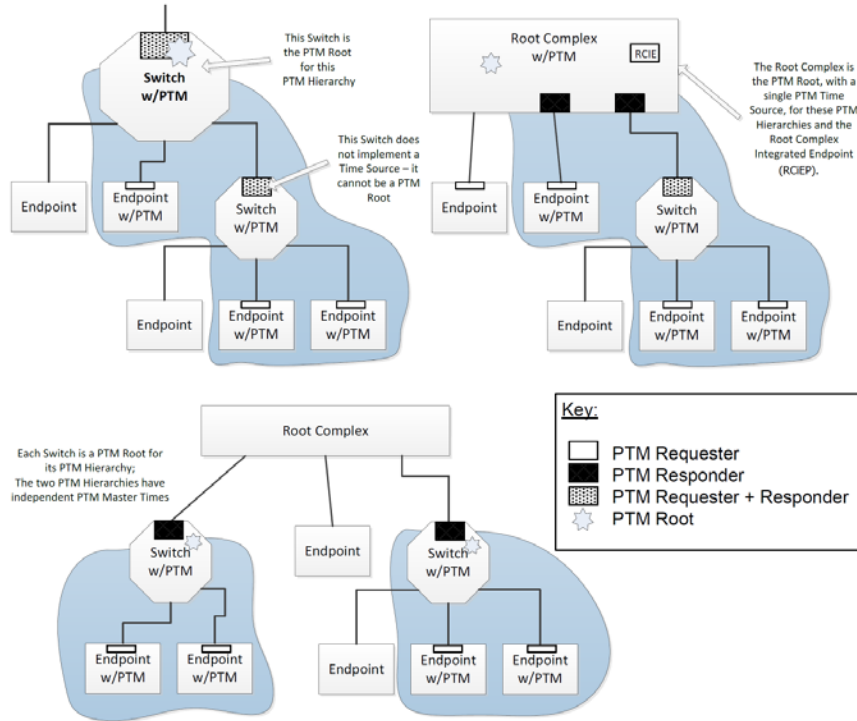 This Switch is
the PTM Root
for this
PTM Hierarchy
Switch
w/PTM
This Switch does
not implement a
Time Source – it
cannot be a PTM
Root
Endpoint
Endpoint
w/PTM
Switch
w/PTM
Endpoint
Endpoint
w/PTM
Endpoint
w/PTM
Root Complex
w/PTM
RCIE
The Root Complex is
the PTM Root, with a
single PTM Time
Source, for these PTM
Hierarchies and the
Root Complex
Integrated Endpoint
(RCiEP).
Endpoint
Endpoint
w/PTM
Switch
w/PTM
Endpoint
Endpoint
w/PTM
Endpoint
w/PTM
Root Complex
Each Switch is a PTM Root for
its PTM Hierarchy;
The two PTM Hierarchies have
independent PTM Master Times
Switch
w/PTM
Endpoint
Switch
w/PTM
Endpoint
w/PTM
Endpoint
w/PTM
Endpoint
Endpoint
w/PTM
Endpoint
w/PTM
Key:
PTM Requester
PTM Responder
PTM Requester + Responder
PTM Root